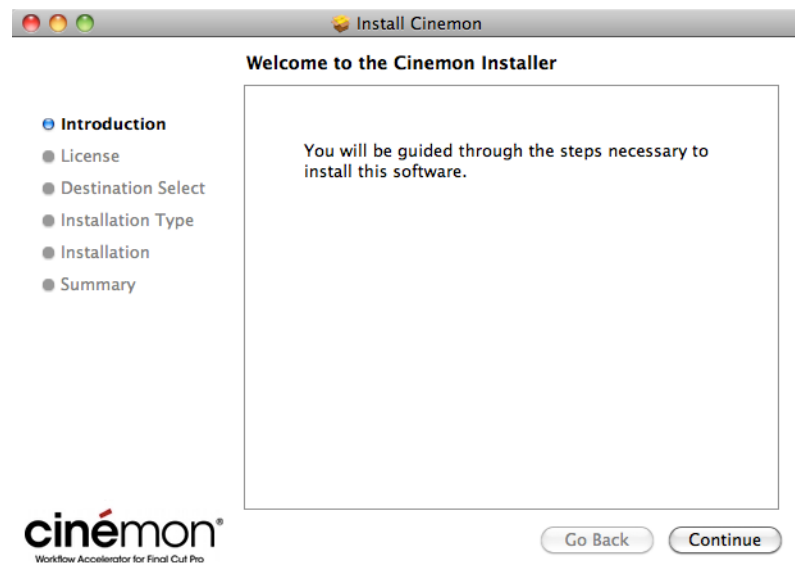 Install Cinemon
Welcome to the Cinemon Installer
Introduction
License
Destination Select
Installation Type
Installation
Summary
You will be guided through the steps necessary to
install this software.
cinémon®
Workflow Accelerator for Final Cut Pro
Go Back
Continue